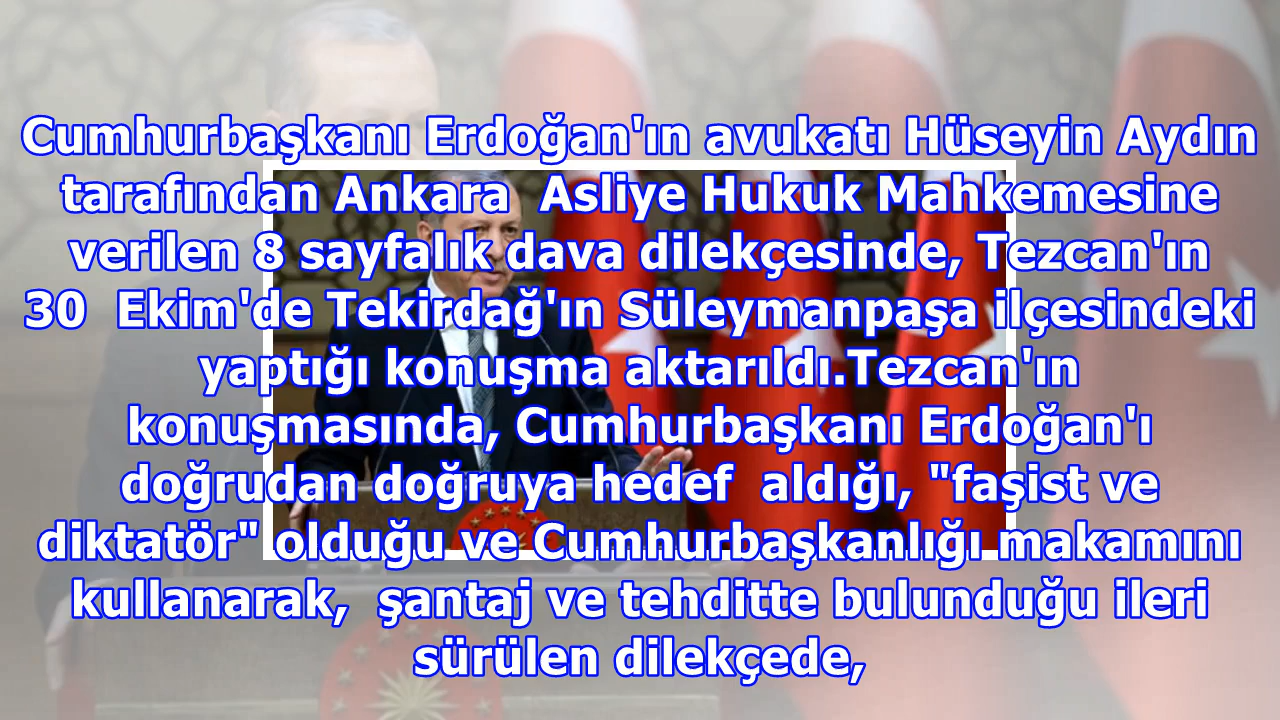 Cumhurbaşkanı Erdoğan'ın avukatı Hüseyin Aydın
tarafından Ankara  Asliye Hukuk Mahkemesine
verilen 8 sayfalık dava dilekçesinde, Tezcan'ın
30  Ekim'de Tekirdağ'ın Süleymanpaşa ilçesindeki
yaptığı konuşma aktarıldı.Tezcan'ın
konuşmasında, Cumhurbaşkanı Erdoğan'ı
doğrudan doğruya hedef  aldığı, "faşist ve
diktatör" olduğu ve Cumhurbaşkanlığı makamını
kullanarak,  şantaj ve tehditte bulunduğu ileri
sürülen dilekçede,